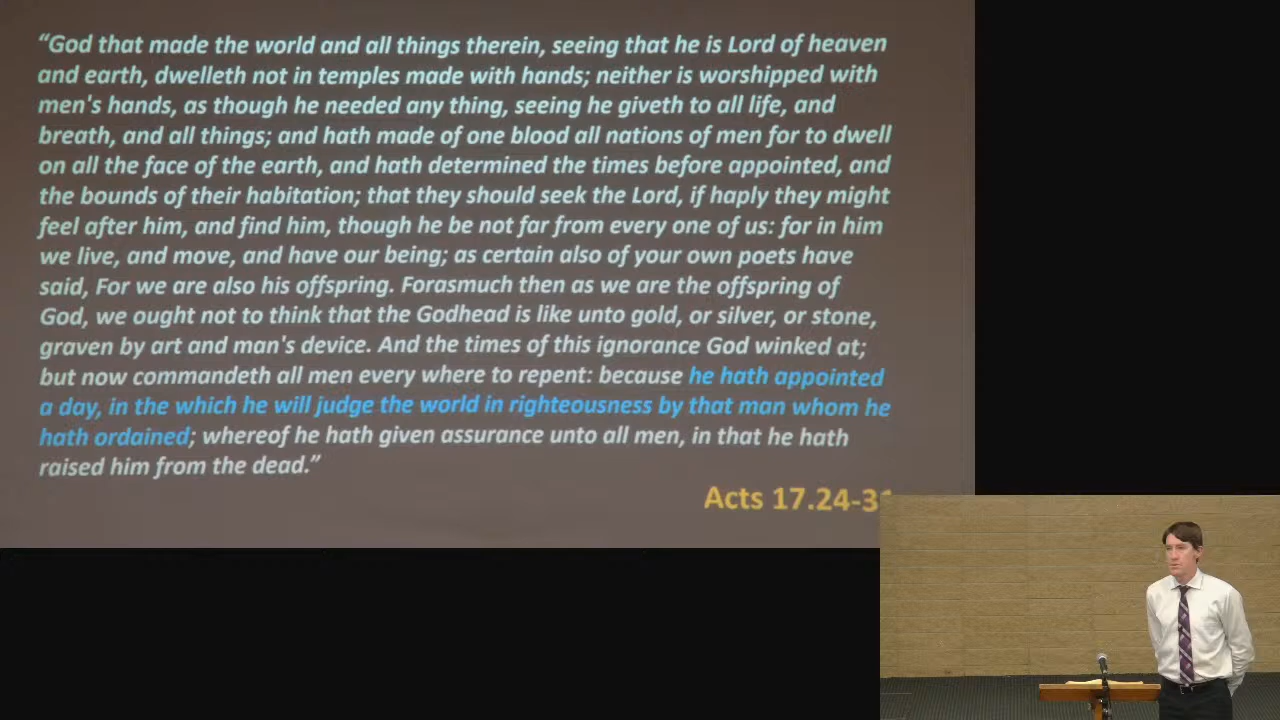 “God that made the world and all things therein, seeing that he is Lord of heaven
and earth, dwelleth not in temples made with hands; neither is worshipped with
men's hands, as though he needed any thing, seeing he giveth to all life, and
breath, and all things; and hath made of one blood all nations of men for to dwell
on all the face of the earth, and hath determined the times before appointed, and
the bounds of their habitation; that they should seek the Lord, if haply they might
feel after him, and find him, though he be not far from every one of us: for in him
we live, and move, and have our being; as certain also of your own poets have
said, For we are also his offspring. Forasmuch then as we are the offspring of
God, we ought not to think that the Godhead is like unto gold, or silver, or stone,
graven by art and man's device. And the times of this ignorance God winked at;
but now commandeth all men every where to repent: because he hath appointed
a day, in the which he will judge the world in righteousness by that man whom he
hath ordained; whereof he hath given assurance unto all men, in that he hath
raised him from the dead.”
Acts 17.24-31